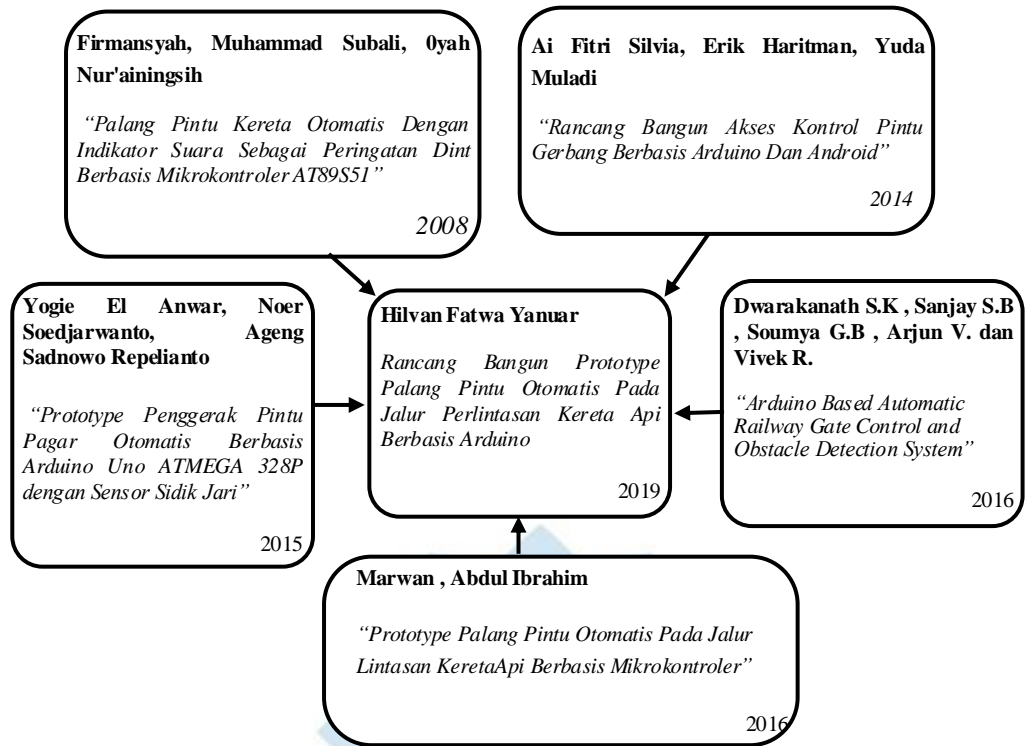 Firmansyah, Muhammad Subali, 0yah
Nur'ainingsih
“Palang Pintu Kereta Otomatis Dengan
Indikator Suara Sebagai Peringatan Dint
Berbasis Mikrokontroler AT89S51”
2008
Ai Fitri Silvia, Erik Haritman, Yuda
Muladi
“Rancang Bangun Akses Kontrol Pintu
Gerbang Berbasis Arduino Dan Android”
2014
Yogie El Anwar, Noer
Soedjarwanto, Ageng
Sadnowo Repelianto
“Prototype Penggerak Pintu
Pagar Otomatis Berbasis
Arduino Uno ATMEGA 328P
dengan Sensor Sidik Jari”
2015
Hilvan Fatwa Yanuar
Rancang Bangun Prototype
Palang Pintu Otomatis Pada
Jalur Perlintasan Kereta Api
Berbasis Arduino
2019
Dwarakanath S.K , Sanjay S.B
, Soumya G.B , Arjun V. dan
Vivek R.
“Arduino Based Automatic
Railway Gate Control and
Obstacle Detection System”
2016
Marwan , Abdul Ibrahim
“Prototype Palang Pintu Otomatis Pada Jalur
Lintasan KeretaApi Berbasis Mikrokontroler”
2016